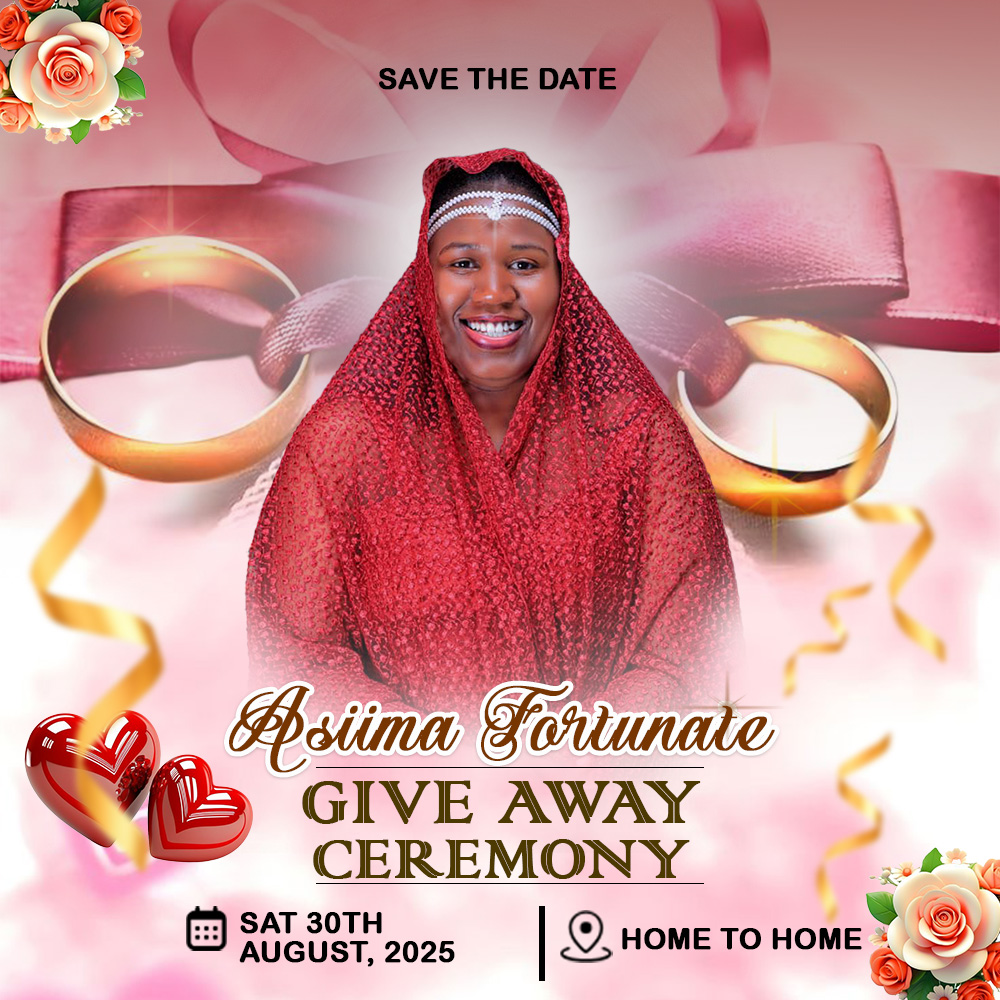 SAVE THE DATE
Asiima Fortunate
GIVE AWAY
CEREMONY
SAT 30TH
AUGUST, 2025
HOME TO HOME